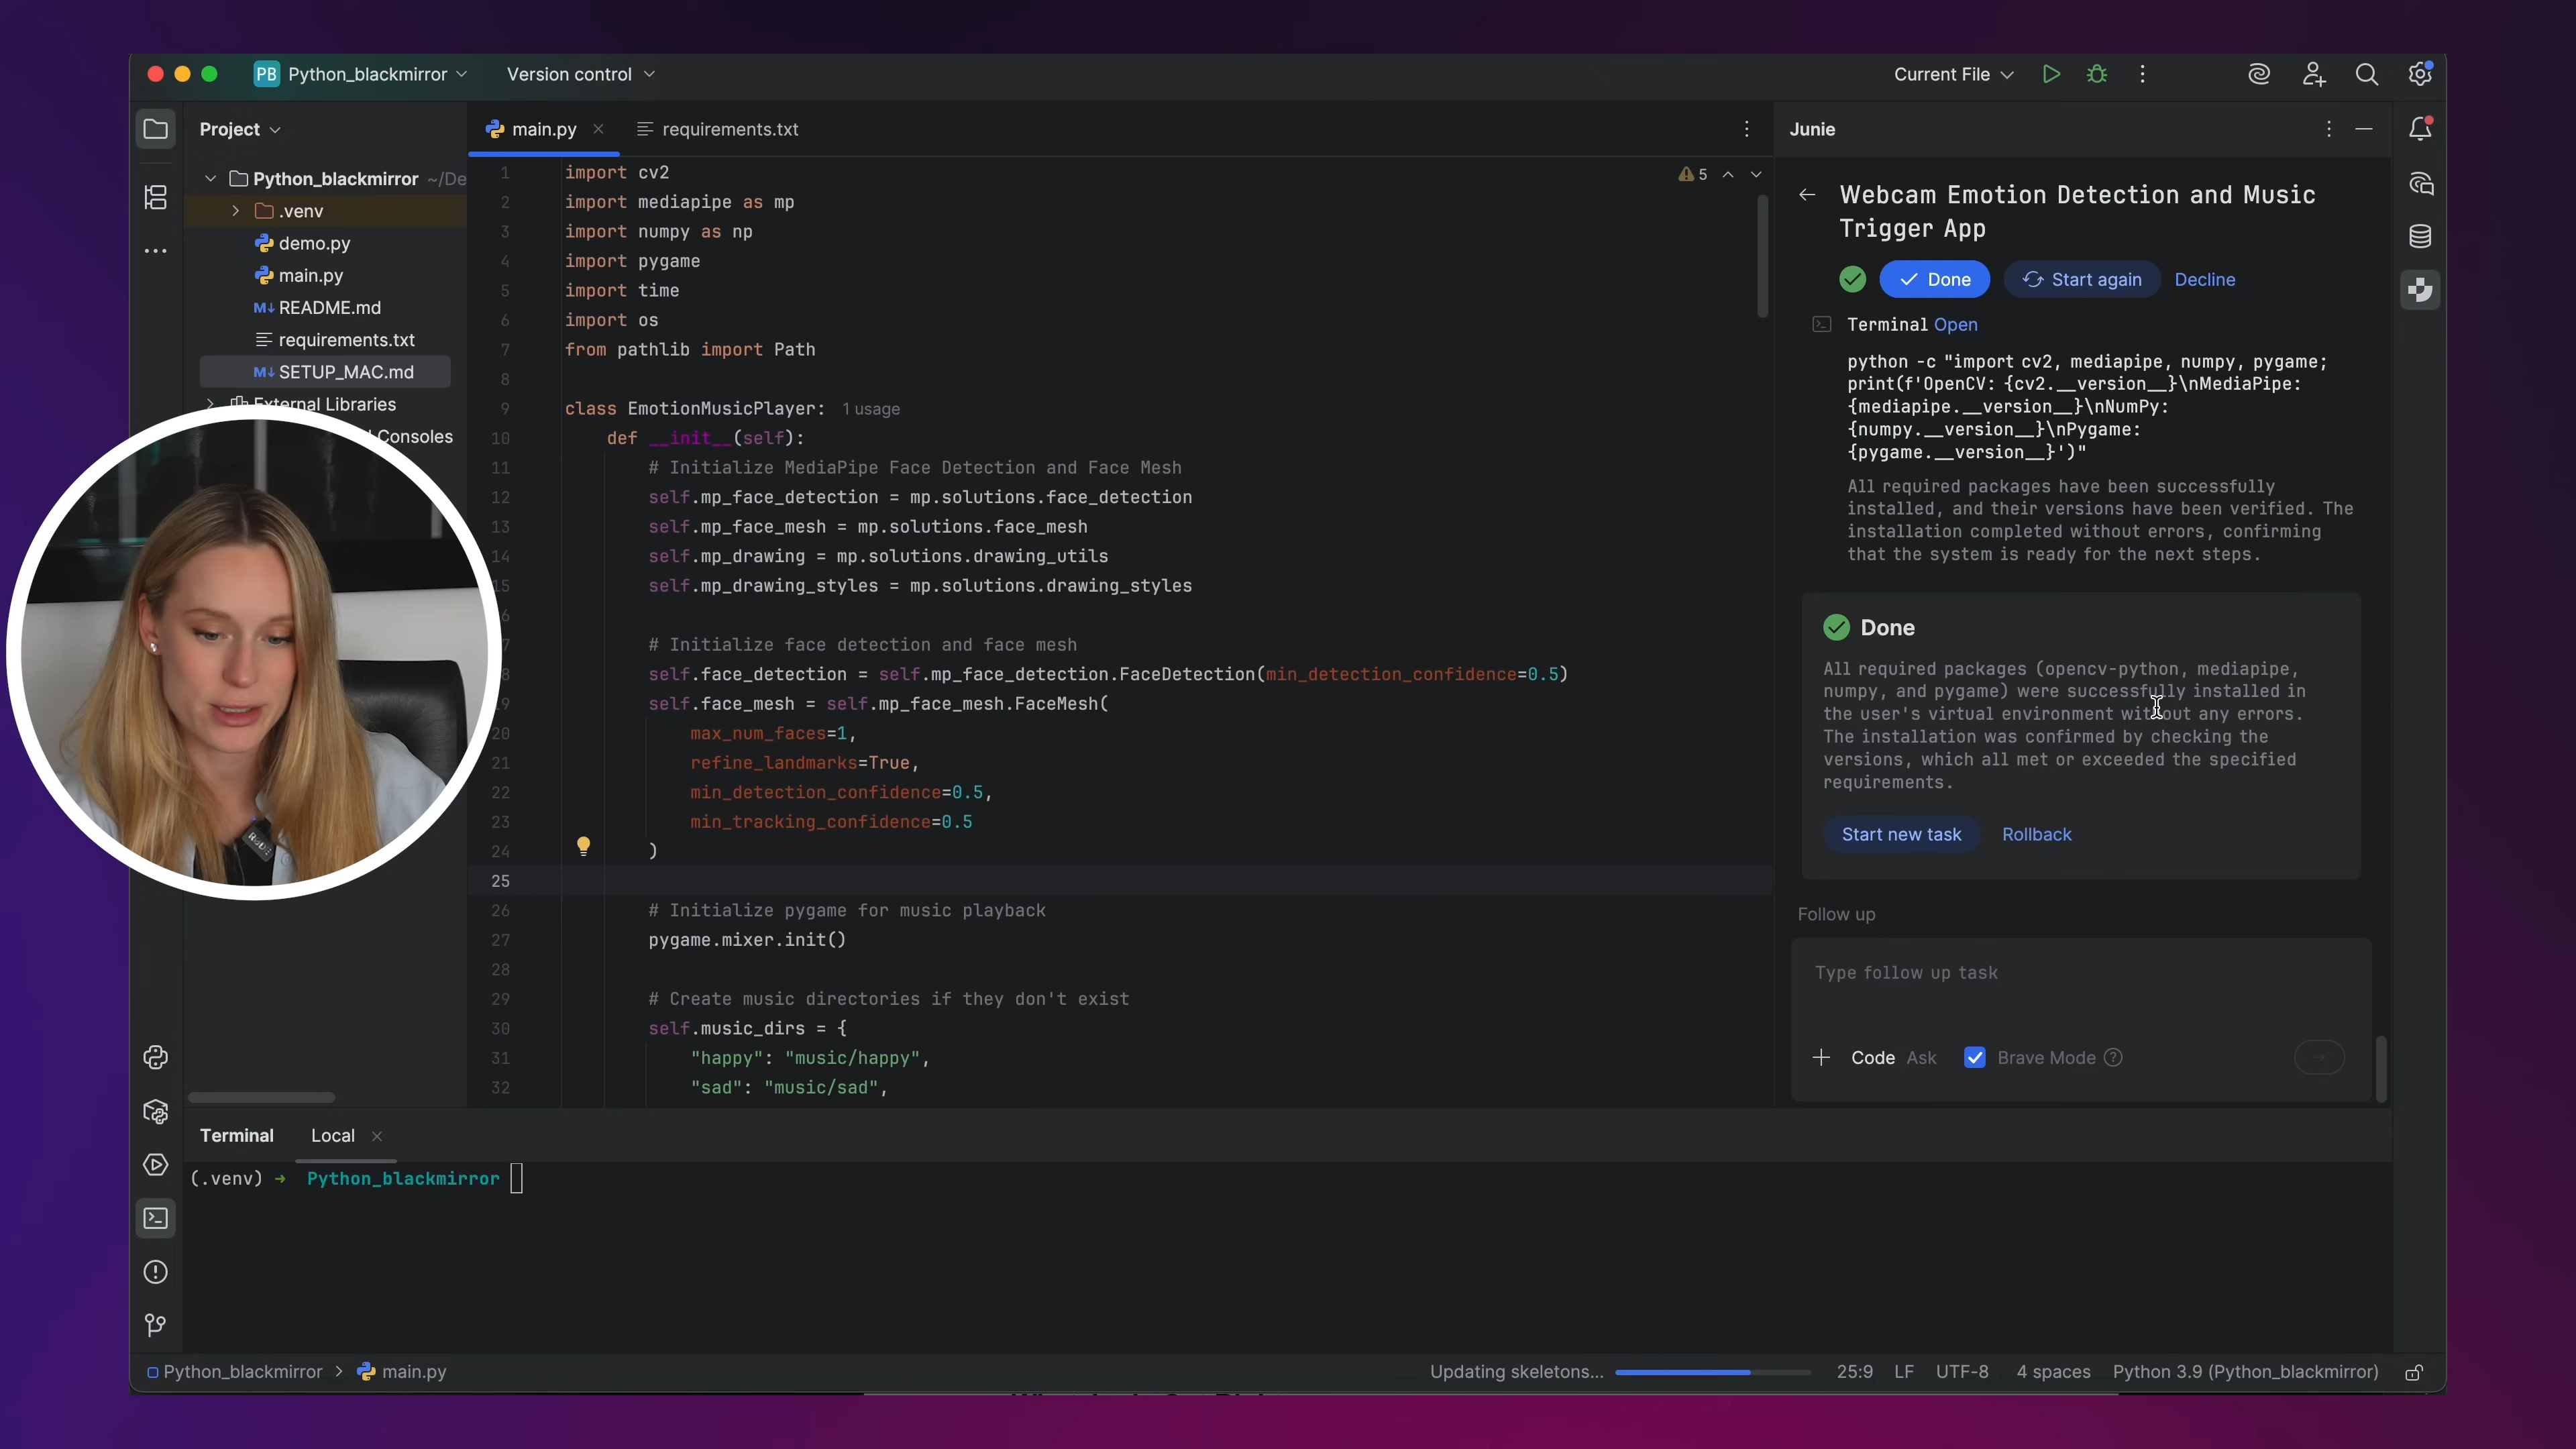 PB Python_blackmirror
Version control
Current File
Project
main.py
requirements.txt
Junie
Python_blackmirror ~/De
.venv
demo.py
main.py
README.md
requirements.txt
SETUP_MAC.md
External Libraries
Consoles
5
1 import cv2
2 import mediapipe as mp
3 import numpy as np
4 import pygame
5 import time
6 import os
7 from pathlib import Path
8
9 class EmotionMusicPlayer: 1 usage
10 def __init__(self):
11 # Initialize MediaPipe Face Detection and Face Mesh
12 self.mp_face_detection = mp.solutions.face_detection
13 self.mp_face_mesh = mp.solutions.face_mesh
14 self.mp_drawing = mp.solutions.drawing_utils
15 self.mp_drawing_styles = mp.solutions.drawing_styles
6
7 # Initialize face detection and face mesh
8 self.face_detection = self.mp_face_detection.FaceDetection(min_detection_confidence=0.5)
19 self.face_mesh = self.mp_face_mesh.FaceMesh(
20 max_num_faces=1,
21 refine_landmarks=True,
22 min_detection_confidence=0.5,
23 min_tracking_confidence=0.5
24 )
25
26 # Initialize pygame for music playback
27 pygame.mixer.init()
28
29 # Create music directories if they don't exist
30 self.music_dirs = {
31 "happy": "music/happy",
32 "sad": "music/sad",
Webcam Emotion Detection and Music
Trigger App
Done
Start again
Decline
Terminal Open
python -c "import cv2, mediapipe, numpy, pygame;
print(f'OpenCV: {cv2.__version__}\nMediaPipe:
{mediapipe.__version__}\nNumPy:
{numpy.__version__}\nPygame:
{pygame.__version__}')"
All required packages have been successfully
installed, and their versions have been verified. The
installation completed without errors, confirming
that the system is ready for the next steps.
Done
All required packages (opencv-python, mediapipe,
numpy, and pygame) were successfully installed in
the user's virtual environment without any errors.
The installation was confirmed by checking the
versions, which all met or exceeded the specified
requirements.
Start new task
Rollback
Follow up
Type follow up task
Code Ask Brave Mode ?
RODE
Terminal Local
(.venv) → Python_blackmirror
Python_blackmirror > main.py
Updating skeletons...
25:9 LF UTF-8 4 spaces Python 3.9 (Python_blackmirror)